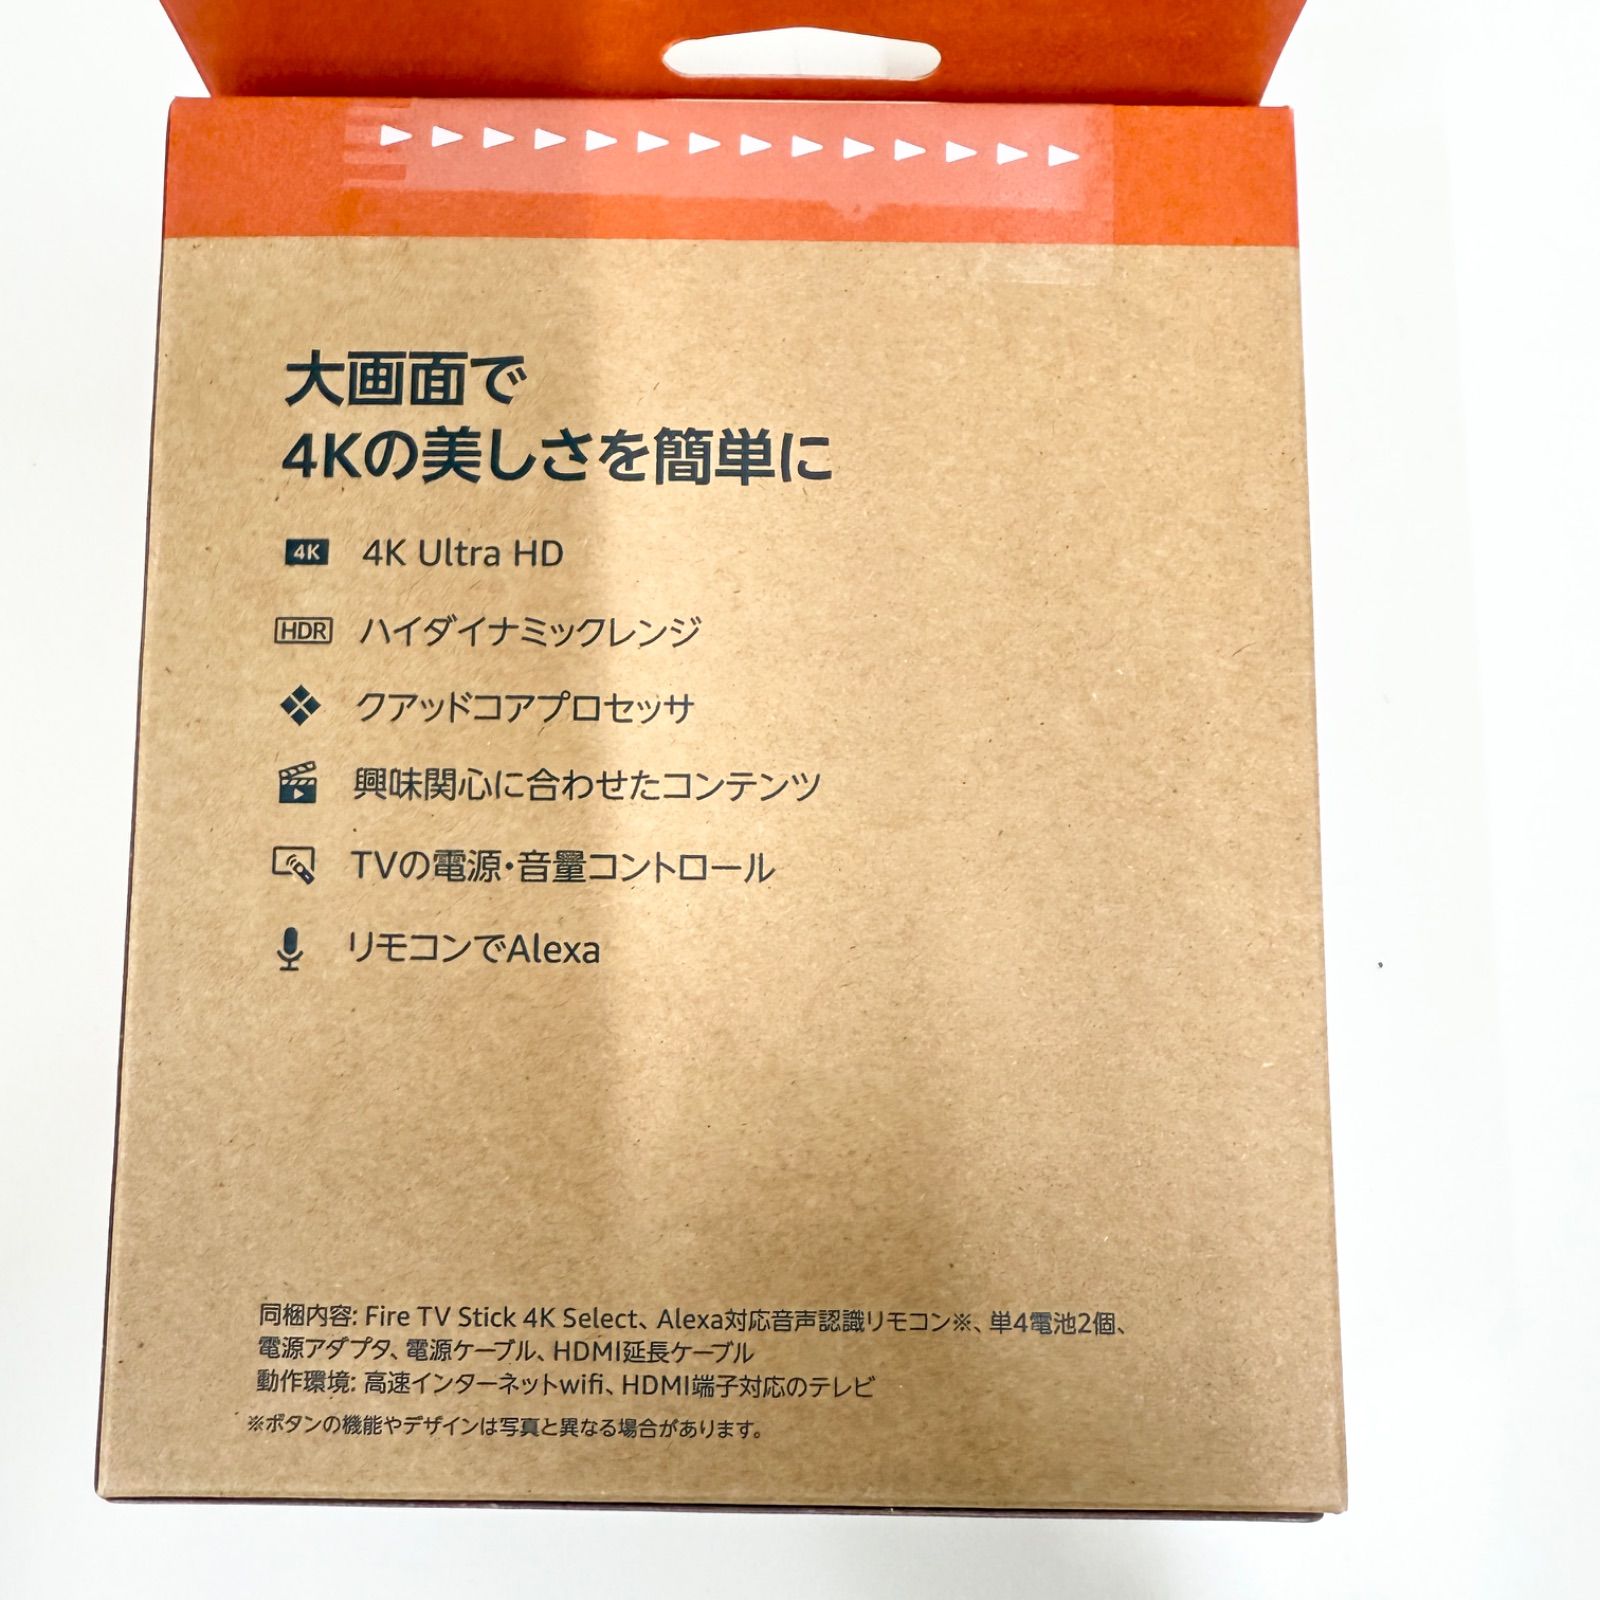 大画面で
4Kの美しさを簡単に
4K 4K Ultra HD
HDR ハイダイナミックレンジ
クアッドコアプロセッサ
興味関心に合わせたコンテンツ
TVの電源・音量コントロール
リモコンでAlexa
同梱内容: Fire TV Stick 4K Select、Alexa対応音声認識リモコン※、単4電池2個、
電源アダプタ、電源ケーブル、HDMI延長ケーブル
動作環境: 高速インターネットwifi、HDMI端子対応のテレビ
※ボタンの機能やデザインは写真と異なる場合があります。